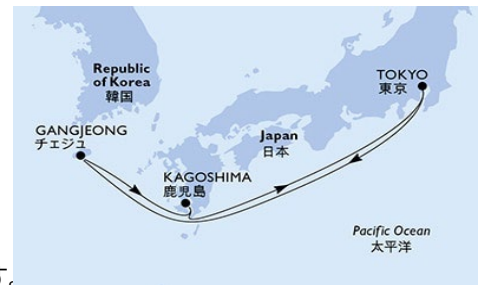 Republic
of Korea
韓国
TOKYO
東京
GANGJEONG
チェジュ
Japan
日本
KAGOSHIMA
鹿児島
Pacific Ocean
太平洋